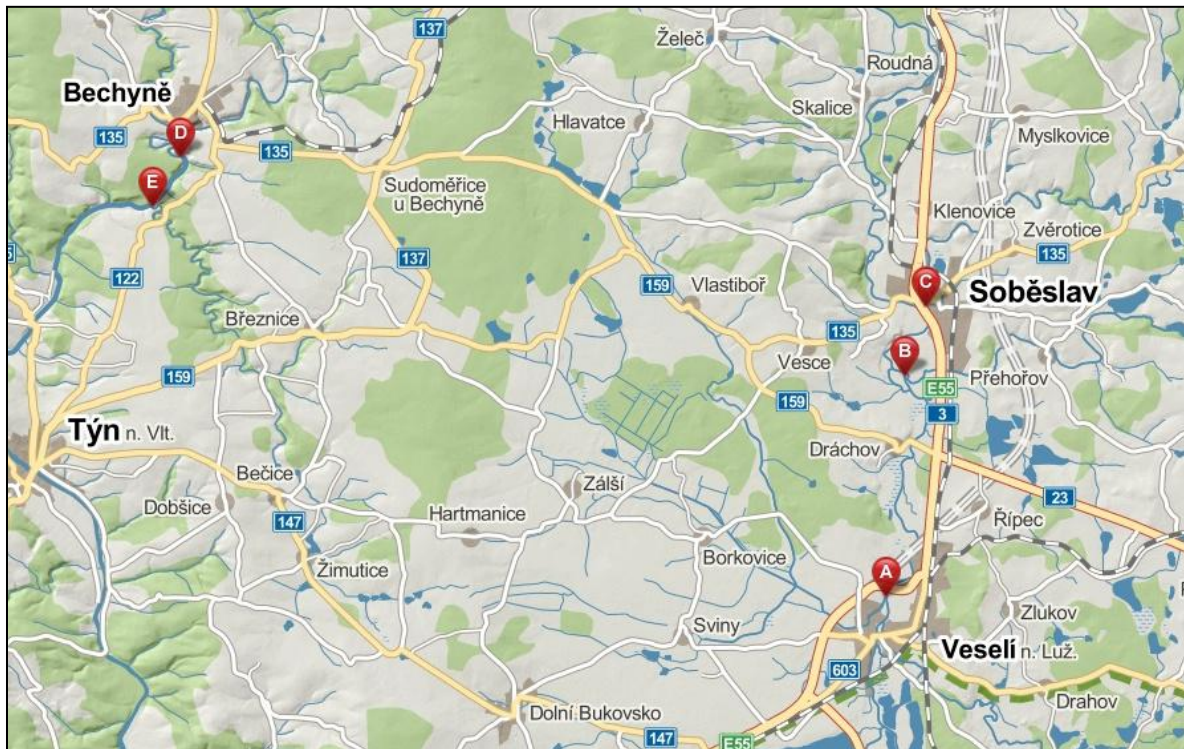 137
Želeč
Roudná
Bechyně
Skalice
D
Hlavatce
Myslkovice
135
135
E
Sudoměřice
u Bechyně
Klenovice
Zvěrotice
135
137
122
C
159
Vlastiboř
Soběslav
Březnice
135
B
Vesce
Přehořov
159
E55
159
3
Týn n. Vlt.
Dráchov
Bečice
Zálší
23
Dobšice
Hartmanice
Řípec
147
Borkovice
Žimutice
A
Zlukov
Sviny
Veselí n. Luž.
603
Drahov
Dolní Bukovsko
147
E55